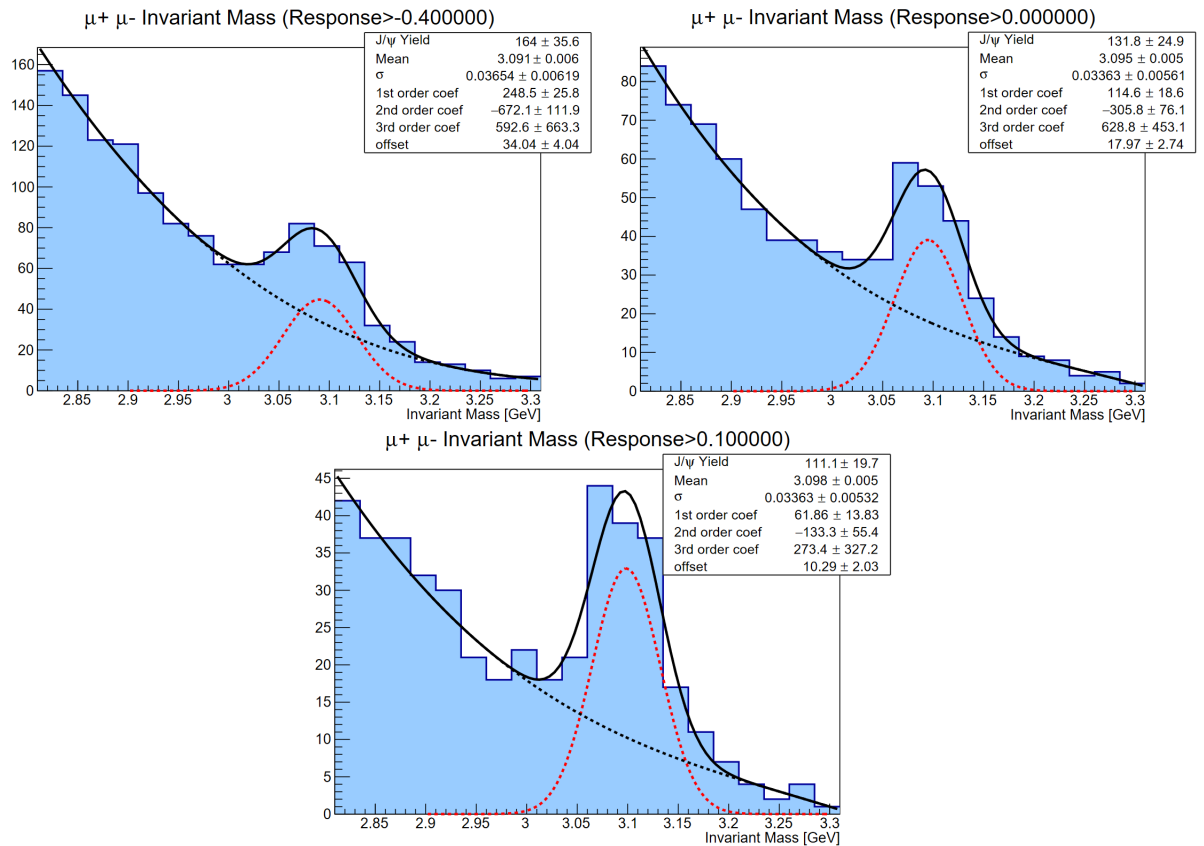 μ+ μ- Invariant Mass (Response>-0.400000)
J/ψ Yield 164 ± 35.6
Mean 3.091 ± 0.006
σ 0.03654 ± 0.00619
1st order coef 248.5 ± 25.8
2nd order coef −672.1 ± 111.9
3rd order coef 592.6 ± 663.3
offset 34.04 ± 4.04
160
140
120
100
80
60
40
20
0
2.85 2.9 2.95 3 3.05 3.1 3.15 3.2 3.25 3.3
Invariant Mass [GeV]
μ+ μ- Invariant Mass (Response>0.000000)
J/ψ Yield 131.8 ± 24.9
Mean 3.095 ± 0.005
σ 0.03363 ± 0.00561
1st order coef 114.6 ± 18.6
2nd order coef −305.8 ± 76.1
3rd order coef 628.8 ± 453.1
offset 17.97 ± 2.74
80
70
60
50
40
30
20
10
0
2.85 2.9 2.95 3 3.05 3.1 3.15 3.2 3.25 3.3
Invariant Mass [GeV]
μ+ μ- Invariant Mass (Response>0.100000)
J/ψ Yield 111.1 ± 19.7
Mean 3.098 ± 0.005
σ 0.03363 ± 0.00532
1st order coef 61.86 ± 13.83
2nd order coef −133.3 ± 55.4
3rd order coef 273.4 ± 327.2
offset 10.29 ± 2.03
45
40
35
30
25
20
15
10
5
0
2.85 2.9 2.95 3 3.05 3.1 3.15 3.2 3.25 3.3
Invariant Mass [GeV]